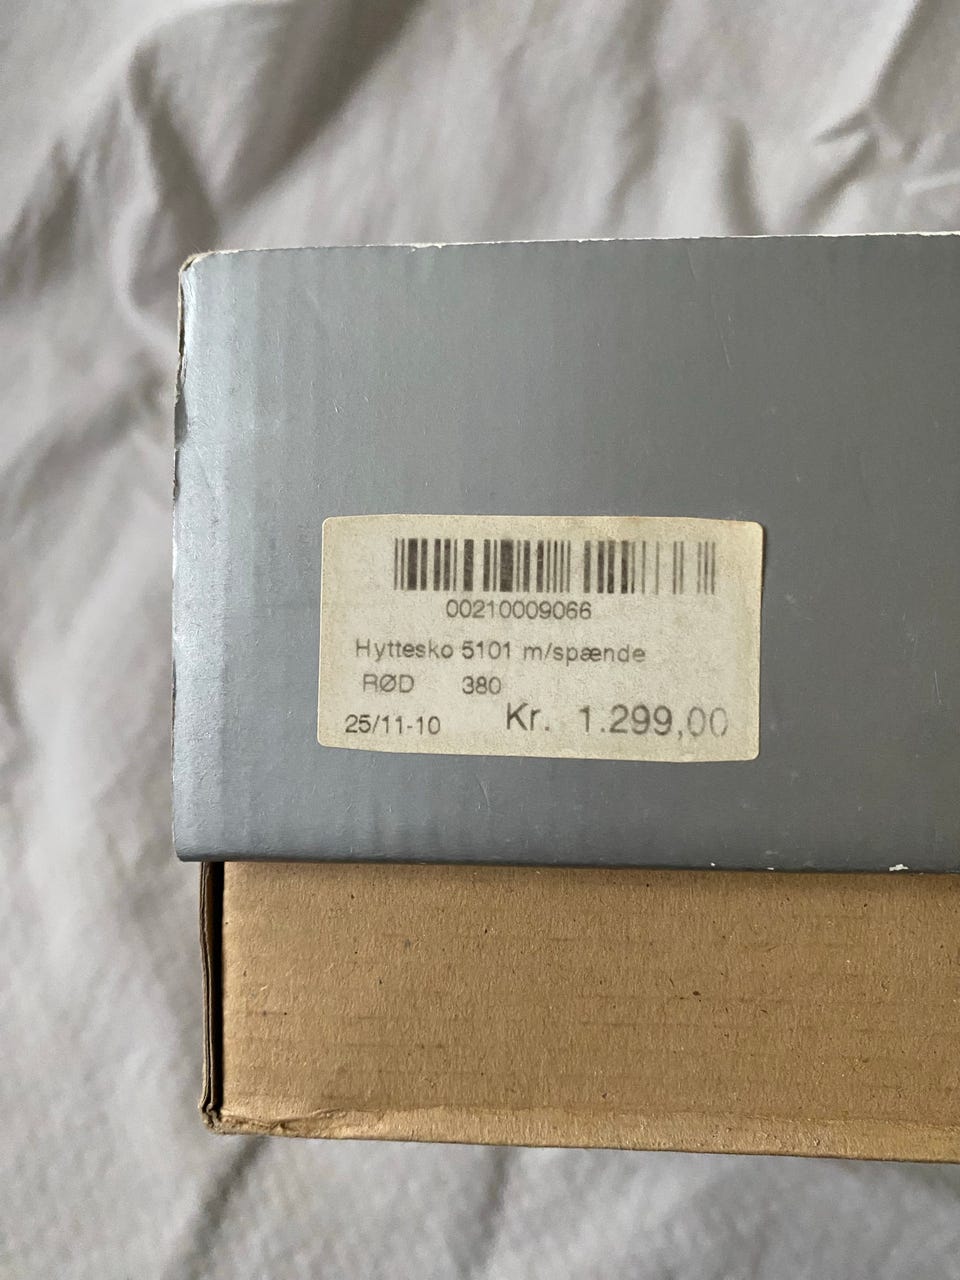 00210009066
Hyttesko 5101 m/spænde
RØD 380
25/11-10 Kr. 1.299,00